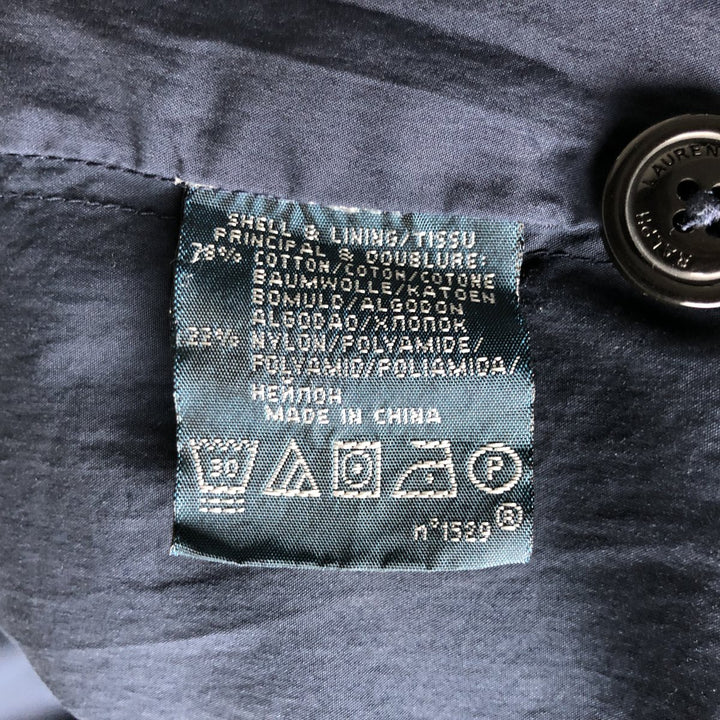 SHELL & LINING/TISSU
PRINCIPAL & DOUBLURE:
78% COTTON/COTON/COTONE
BAUMWOLLE/KATOEN
BOMULD/ALGODON
ALGODAO/ХЛОПОК
22% NYLON/POLYAMIDE/
POLYAMID/POLIAMIDA/
НЕЙЛОН
MADE IN CHINA
30
P
n°1529®
RALPH LAUREN